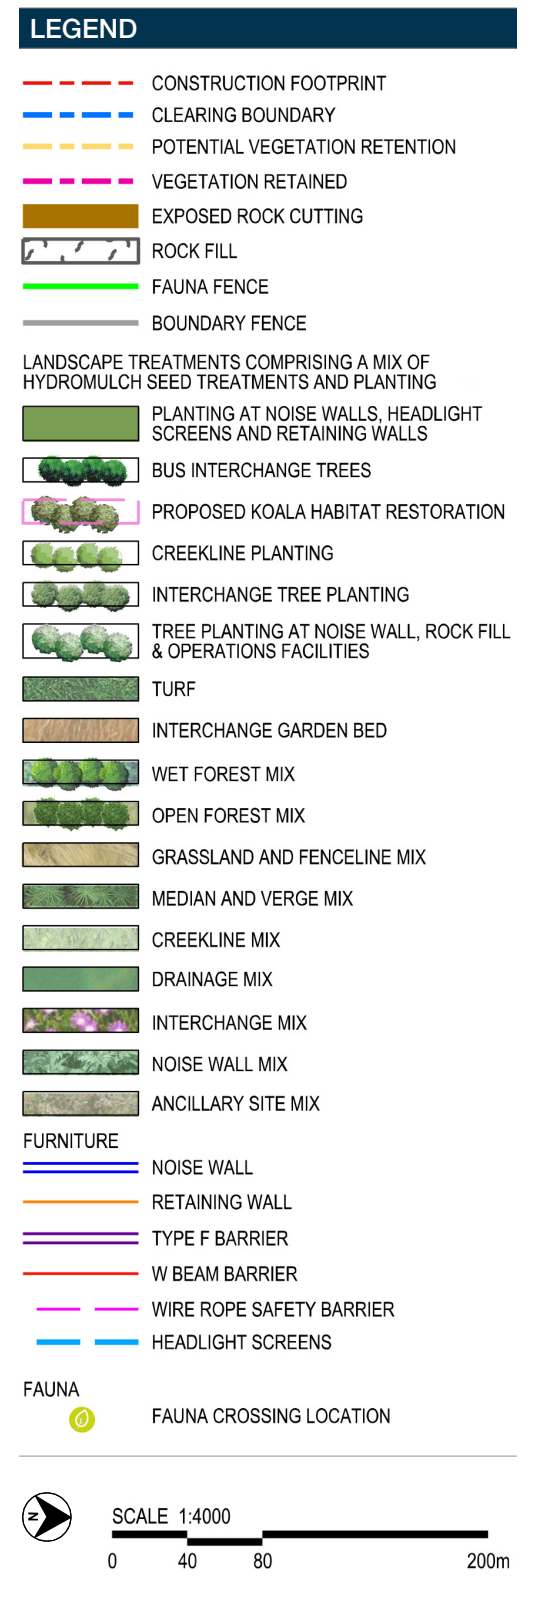 LEGEND
CONSTRUCTION FOOTPRINT
CLEARING BOUNDARY
POTENTIAL VEGETATION RETENTION
VEGETATION RETAINED
EXPOSED ROCK CUTTING
ROCK FILL
FAUNA FENCE
BOUNDARY FENCE
LANDSCAPE TREATMENTS COMPRISING A MIX OF
HYDROMULCH SEED TREATMENTS AND PLANTING
PLANTING AT NOISE WALLS, HEADLIGHT
SCREENS AND RETAINING WALLS
BUS INTERCHANGE TREES
PROPOSED KOALA HABITAT RESTORATION
CREEKLINE PLANTING
INTERCHANGE TREE PLANTING
TREE PLANTING AT NOISE WALL, ROCK FILL
& OPERATIONS FACILITIES
TURF
INTERCHANGE GARDEN BED
WET FOREST MIX
OPEN FOREST MIX
GRASSLAND AND FENCELINE MIX
MEDIAN AND VERGE MIX
CREEKLINE MIX
DRAINAGE MIX
INTERCHANGE MIX
NOISE WALL MIX
ANCILLARY SITE MIX
FURNITURE
NOISE WALL
RETAINING WALL
TYPE F BARRIER
W BEAM BARRIER
WIRE ROPE SAFETY BARRIER
HEADLIGHT SCREENS
FAUNA
FAUNA CROSSING LOCATION
N
SCALE 1:4000
0 40 80 200m